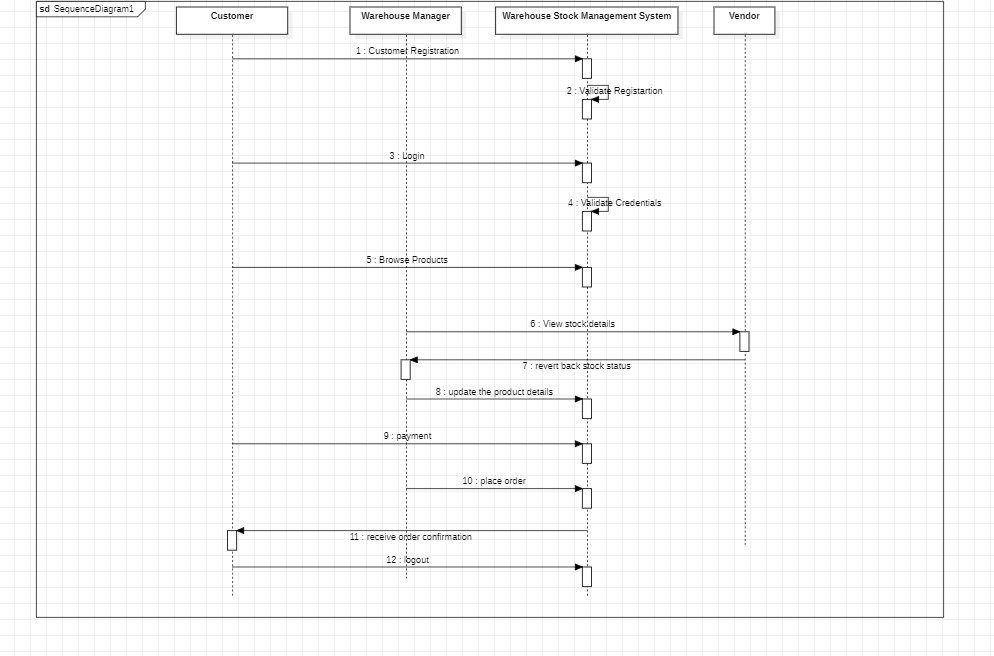 sd SequenceDiagram1
Customer
Warehouse Manager
Warehouse Stock Management System
Vendor
1 : Customer Registration
2 : Validate Registartion
3 : Login
4 : Validate Credentials
5 : Browse Products
6 : View stock details
7 : revert back stock status
8 : update the product details
9 : payment
10 : place order
11 : receive order confirmation
12 : logout